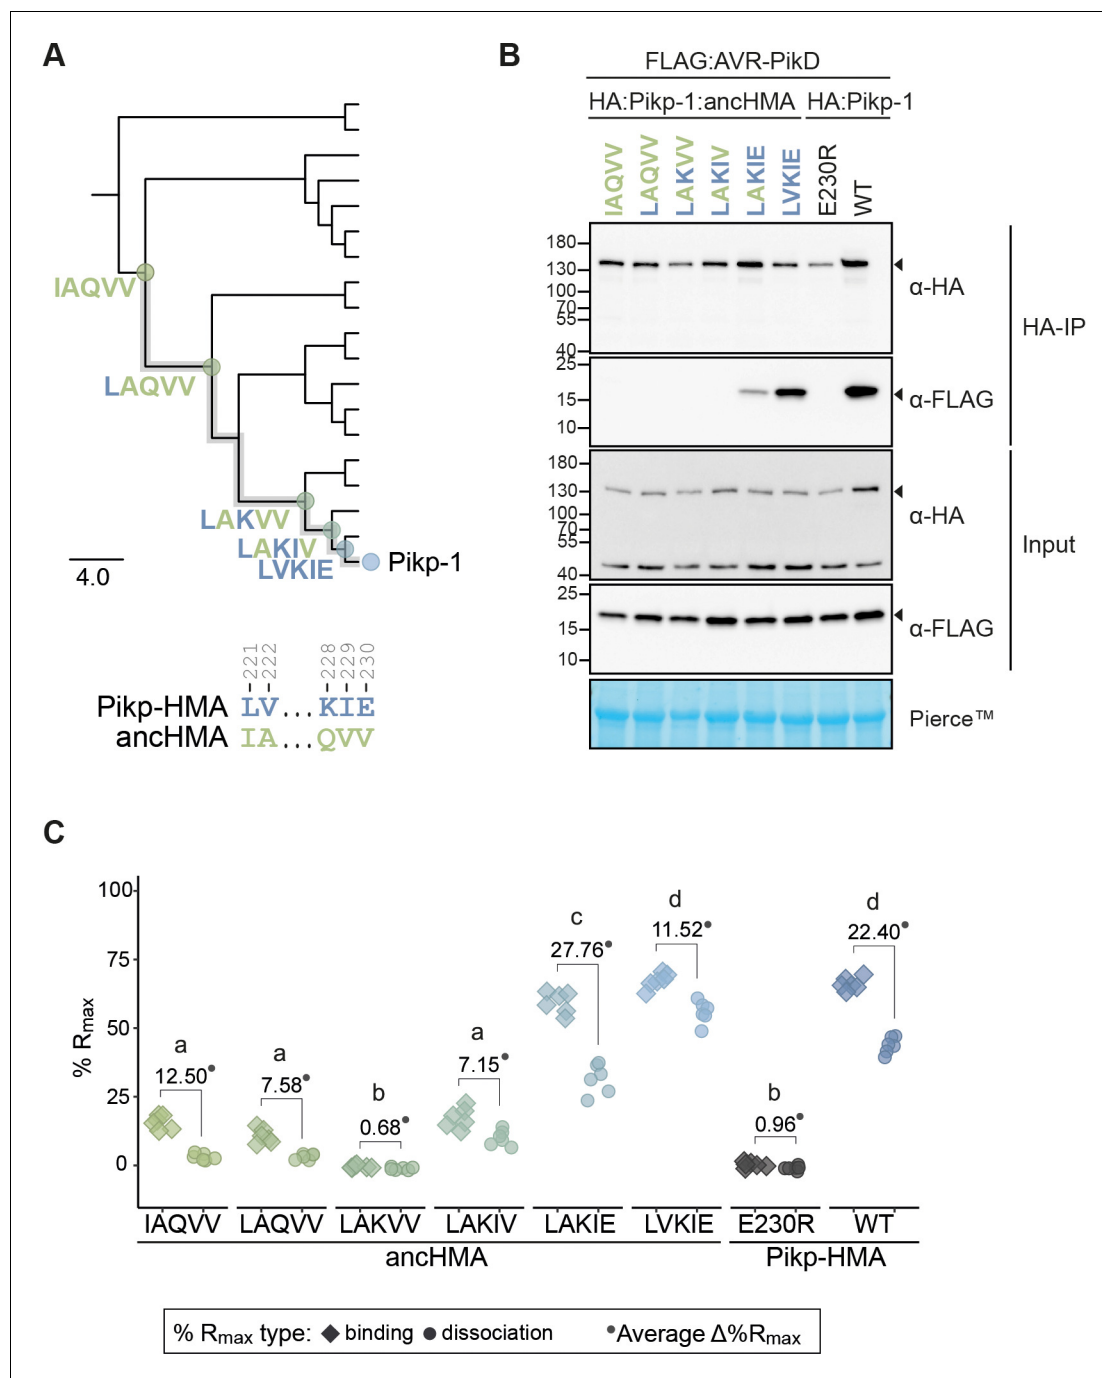 A
IAQVV
LAQVV
LAKVV
LAKIV
LVKIE
Pikp-1
4.0
221
222
228
229
230
Pikp-HMA LV...KIE
ancHMA IA...QVV
B
FLAG:AVR-PikD
HA:Pikp-1:ancHMA HA:Pikp-1
IAQVV
LAQVV
LAKVV
LAKIV
LAKIE
LVKIE
E230R
WT
180
130
100
70
55
40
α-HA
25
15
10
α-FLAG
HA-IP
180
130
100
70
55
40
α-HA
25
15
10
α-FLAG
Input
Pierce™
C
% Rmax
100
75
50
25
0
a
12.50
a
7.58
b
0.68
a
7.15
c
27.76
d
11.52
b
0.96
d
22.40
IAQVV LAQVV LAKVV LAKIV LAKIE LVKIE E230R WT
ancHMA Pikp-HMA
% Rmax type: binding dissociation Average Δ%Rmax